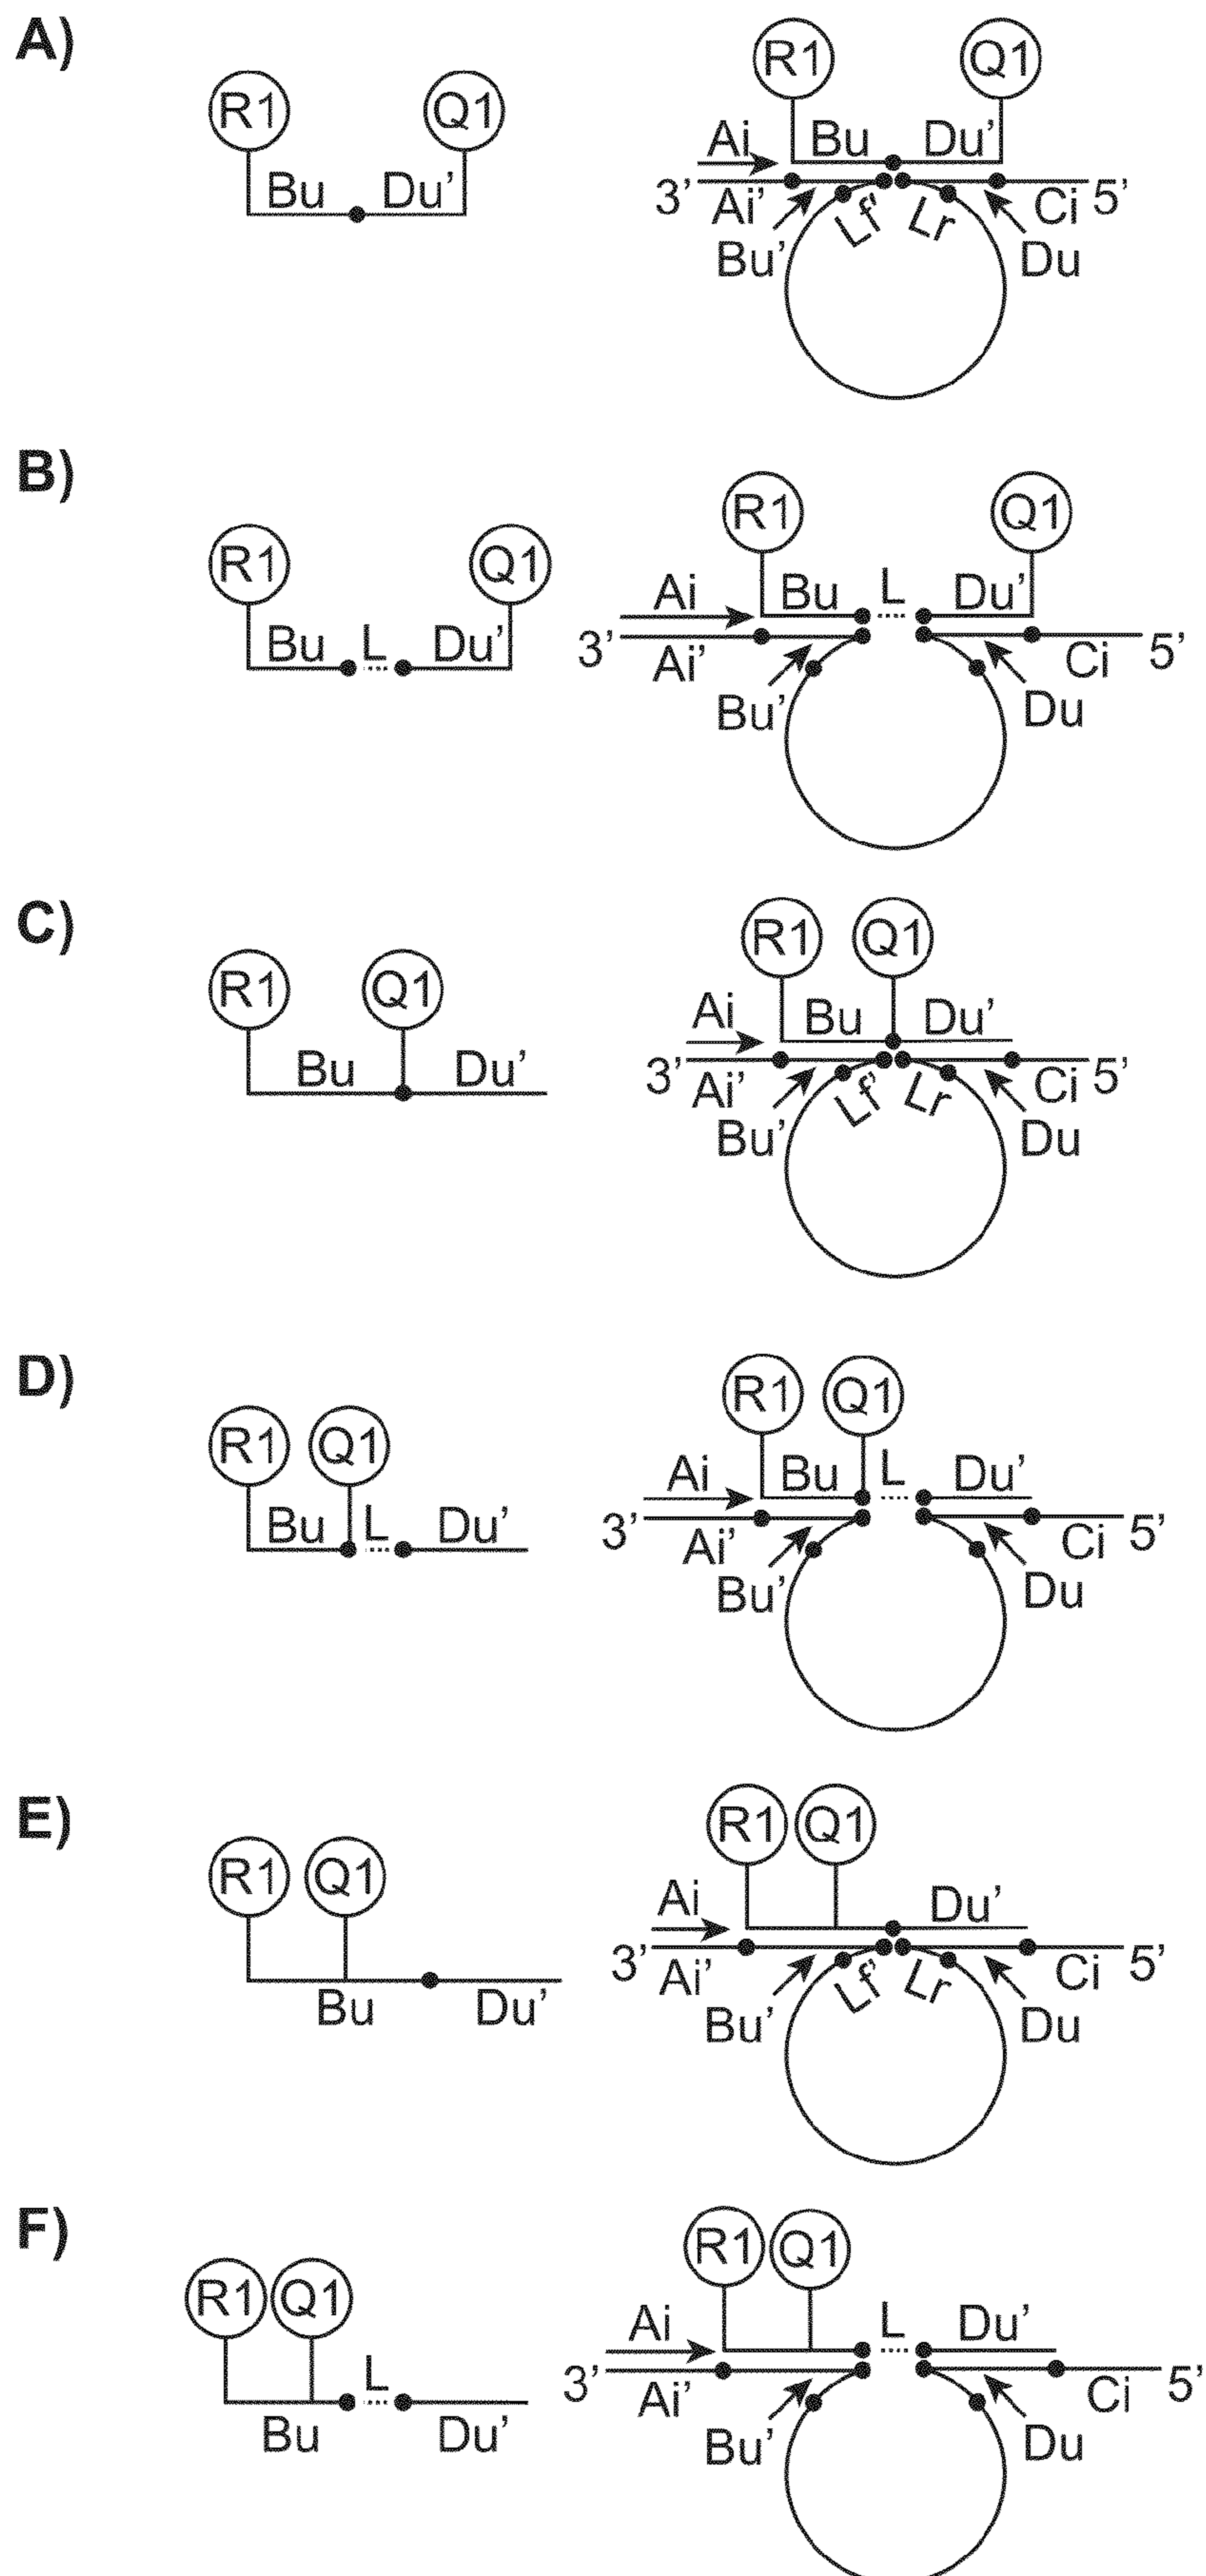 A)
R1 Q1
Bu Du’
R1 Q1
Ai Bu Du’
3’ Ai’ Lf’ Lr Ci 5’
Bu’ Du
B)
R1 Q1
Bu L Du’
R1 Q1
Ai Bu L Du’
3’ Ai’ Ci 5’
Bu’ Du
C)
R1 Q1
Bu Du’
R1 Q1
Ai Bu Du’
3’ Ai’ Lf’ Lr Ci 5’
Bu’ Du
D)
R1 Q1
Bu L Du’
R1 Q1
Ai Bu L Du’
3’ Ai’ Ci 5’
Bu’ Du
E)
R1 Q1
Bu Du’
R1 Q1
Ai Du’
3’ Ai’ Lf’ Lr Ci 5’
Bu’ Du
F)
R1 Q1
L
Bu Du’
R1 Q1
Ai L Du’
3’ Ai’ Ci 5’
Bu’ Du